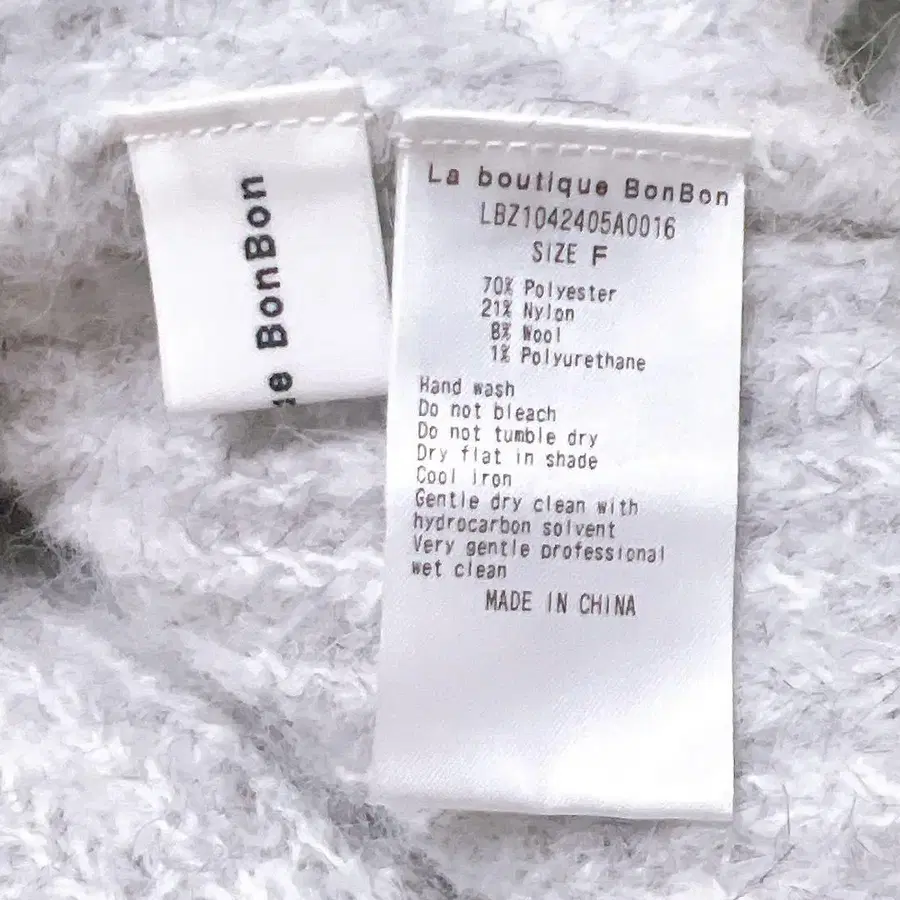 BonBon
La boutique BonBon
LBZ1042405A0016
SIZE F
70% Polyester
21% Nylon
8% Wool
1% Polyurethane
Hand wash
Do not bleach
Do not tumble dry
Dry flat in shade
Cool iron
Gentle dry clean with
hydrocarbon solvent
Very gentle professional
wet clean
MADE IN CHINA